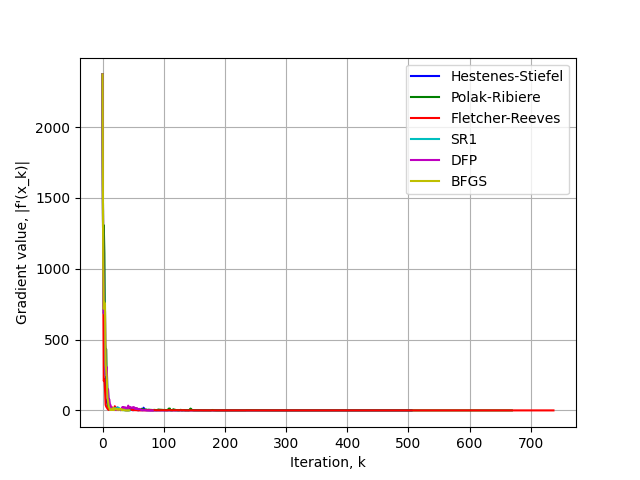 Hestenes-Stiefel
Polak-Ribiere
Fletcher-Reeves
SR1
DFP
BFGS
2000
1500
1000
500
0
Gradient value, |f'(x_k)|
0 100 200 300 400 500 600 700
Iteration, k